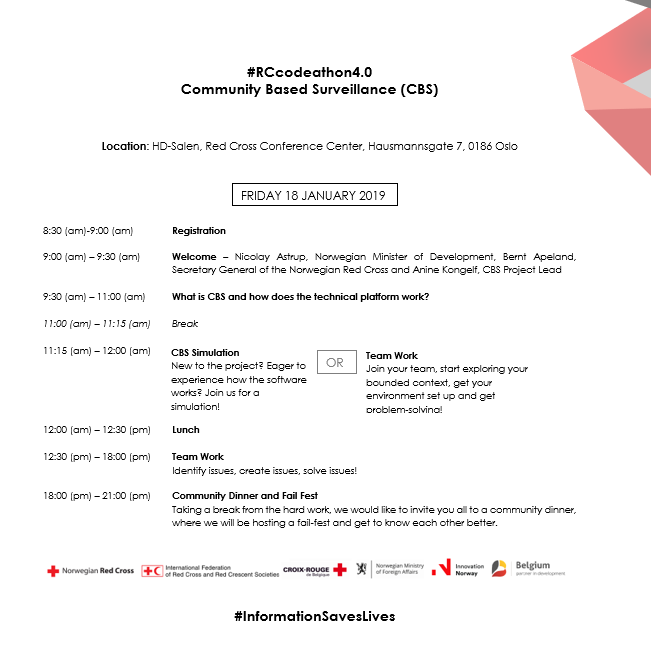 #RCcodeathon4.0
Community Based Surveillance (CBS)
Location: HD-Salen, Red Cross Conference Center, Hausmannsgate 7, 0186 Oslo
FRIDAY 18 JANUARY 2019
8:30 (am)-9:00 (am) Registration
9:00 (am) – 9:30 (am) Welcome – Nicolay Astrup, Norwegian Minister of Development, Bernt Apeland,
Secretary General of the Norwegian Red Cross and Anine Kongelf, CBS Project Lead
9:30 (am) – 11:00 (am) What is CBS and how does the technical platform work?
11:00 (am) – 11:15 (am) Break
11:15 (am) – 12:00 (am)
CBS Simulation
New to the project? Eager to
experience how the software
works? Join us for a
simulation!
OR
Team Work
Join your team, start exploring your
bounded context, get your
environment set up and get
problem-solving!
12:00 (am) – 12:30 (pm) Lunch
12:30 (pm) – 18:00 (pm) Team Work
Identify issues, create issues, solve issues!
18:00 (pm) – 21:00 (pm) Community Dinner and Fail Fest
Taking a break from the hard work, we would like to invite you all to a community dinner,
where we will be hosting a fail-fest and get to know each other better.
Norwegian Red Cross
International Federation
of Red Cross and Red Crescent Societies
CROIX-ROUGE
de Belgique
Norwegian Ministry
of Foreign Affairs
Innovation
Norway
Belgium
partner in development
#InformationSavesLives